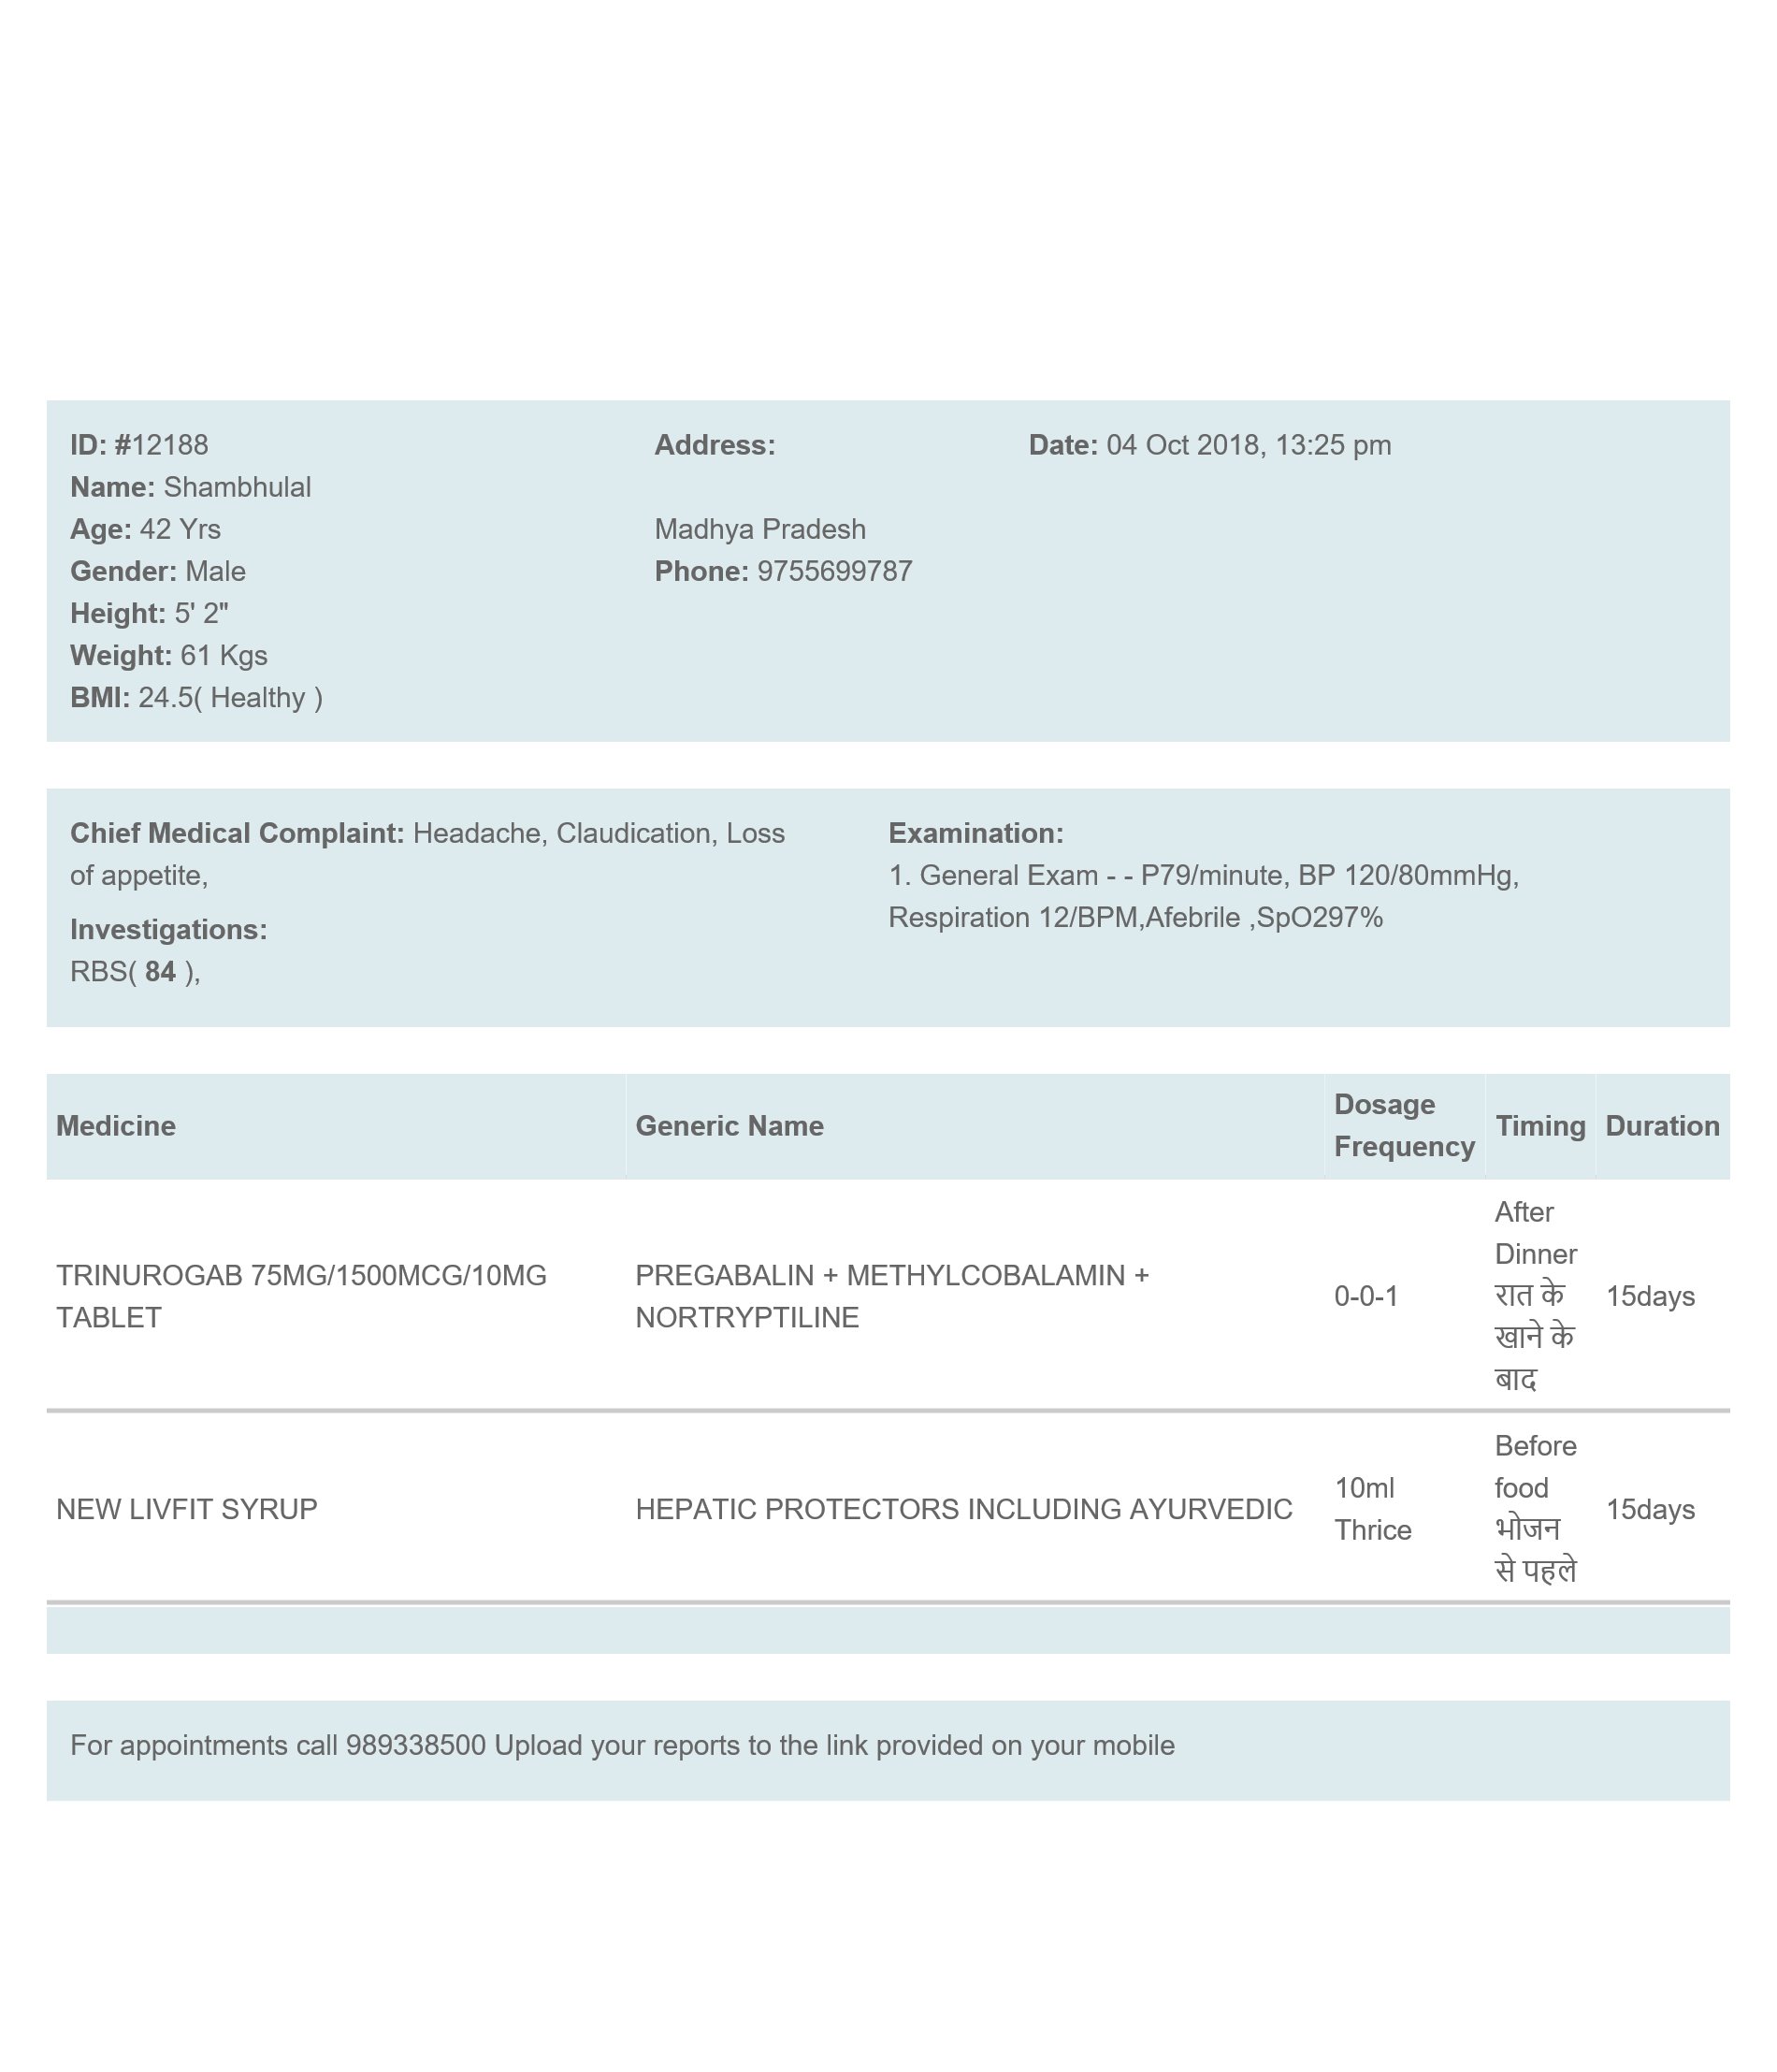 ID: #12188
Name: Shambhulal
Age: 42 Yrs
Gender: Male
Height: 5' 2"
Weight: 61 Kgs
BMI: 24.5( Healthy )
Address:
Madhya Pradesh
Phone: 9755699787
Date: 04 Oct 2018, 13:25 pm
Chief Medical Complaint: Headache, Claudication, Loss
of appetite,
Investigations:
RBS( 84 ),
Examination:
1. General Exam - - P79/minute, BP 120/80mmHg,
Respiration 12/BPM,Afebrile ,SpO297%
Medicine
Generic Name
Dosage
Frequency
Timing
Duration
TRINUROGAB 75MG/1500MCG/10MG
TABLET
PREGABALIN + METHYLCOBALAMIN +
NORTRYPTILINE
0-0-1
After
Dinner
रात के
खाने के
बाद
15days
NEW LIVFIT SYRUP
HEPATIC PROTECTORS INCLUDING AYURVEDIC
10ml
Thrice
Before
food
भोजन
से पहले
15days
For appointments call 989338500 Upload your reports to the link provided on your mobile